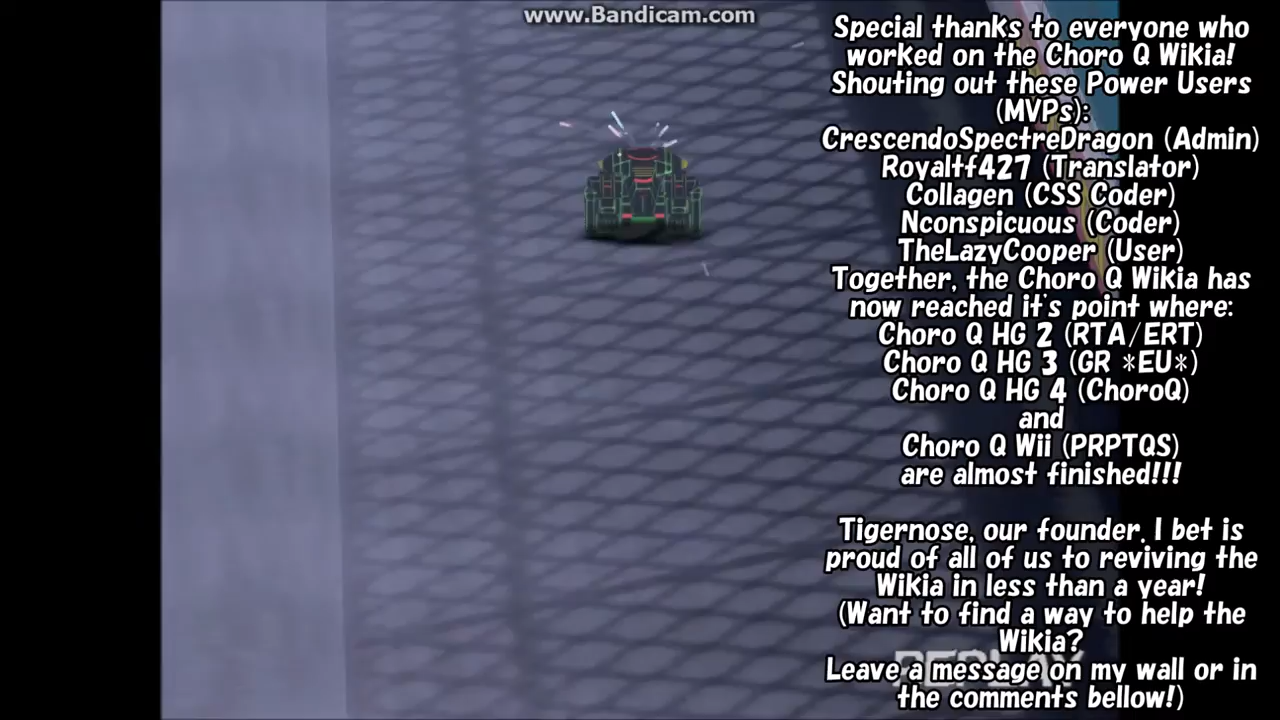 www.Bandicam.com
Special thanks to everyone who
worked on the Choro Q Wikia!
Shouting out these Power Users
(MVPs):
CrescendoSpectreDragon (Admin)
Royaltf427 (Translator)
Collagen (CSS Coder)
Nconspicuous (Coder)
TheLazyCooper (User)
Together, the Choro Q Wikia has
now reached it's point where:
Choro Q HG 2 (RTA/ERT)
Choro Q HG 3 (GR *EU*)
Choro Q HG 4 (ChoroQ)
and
Choro Q Wii (PRPTQS)
are almost finished!!!
Tigernose, our founder, I bet is
proud of all of us to reviving the
Wikia in less than a year!
(Want to find a way to help the
Wikia?
REPLAY
Leave a message on my wall or in
the comments bellow!)